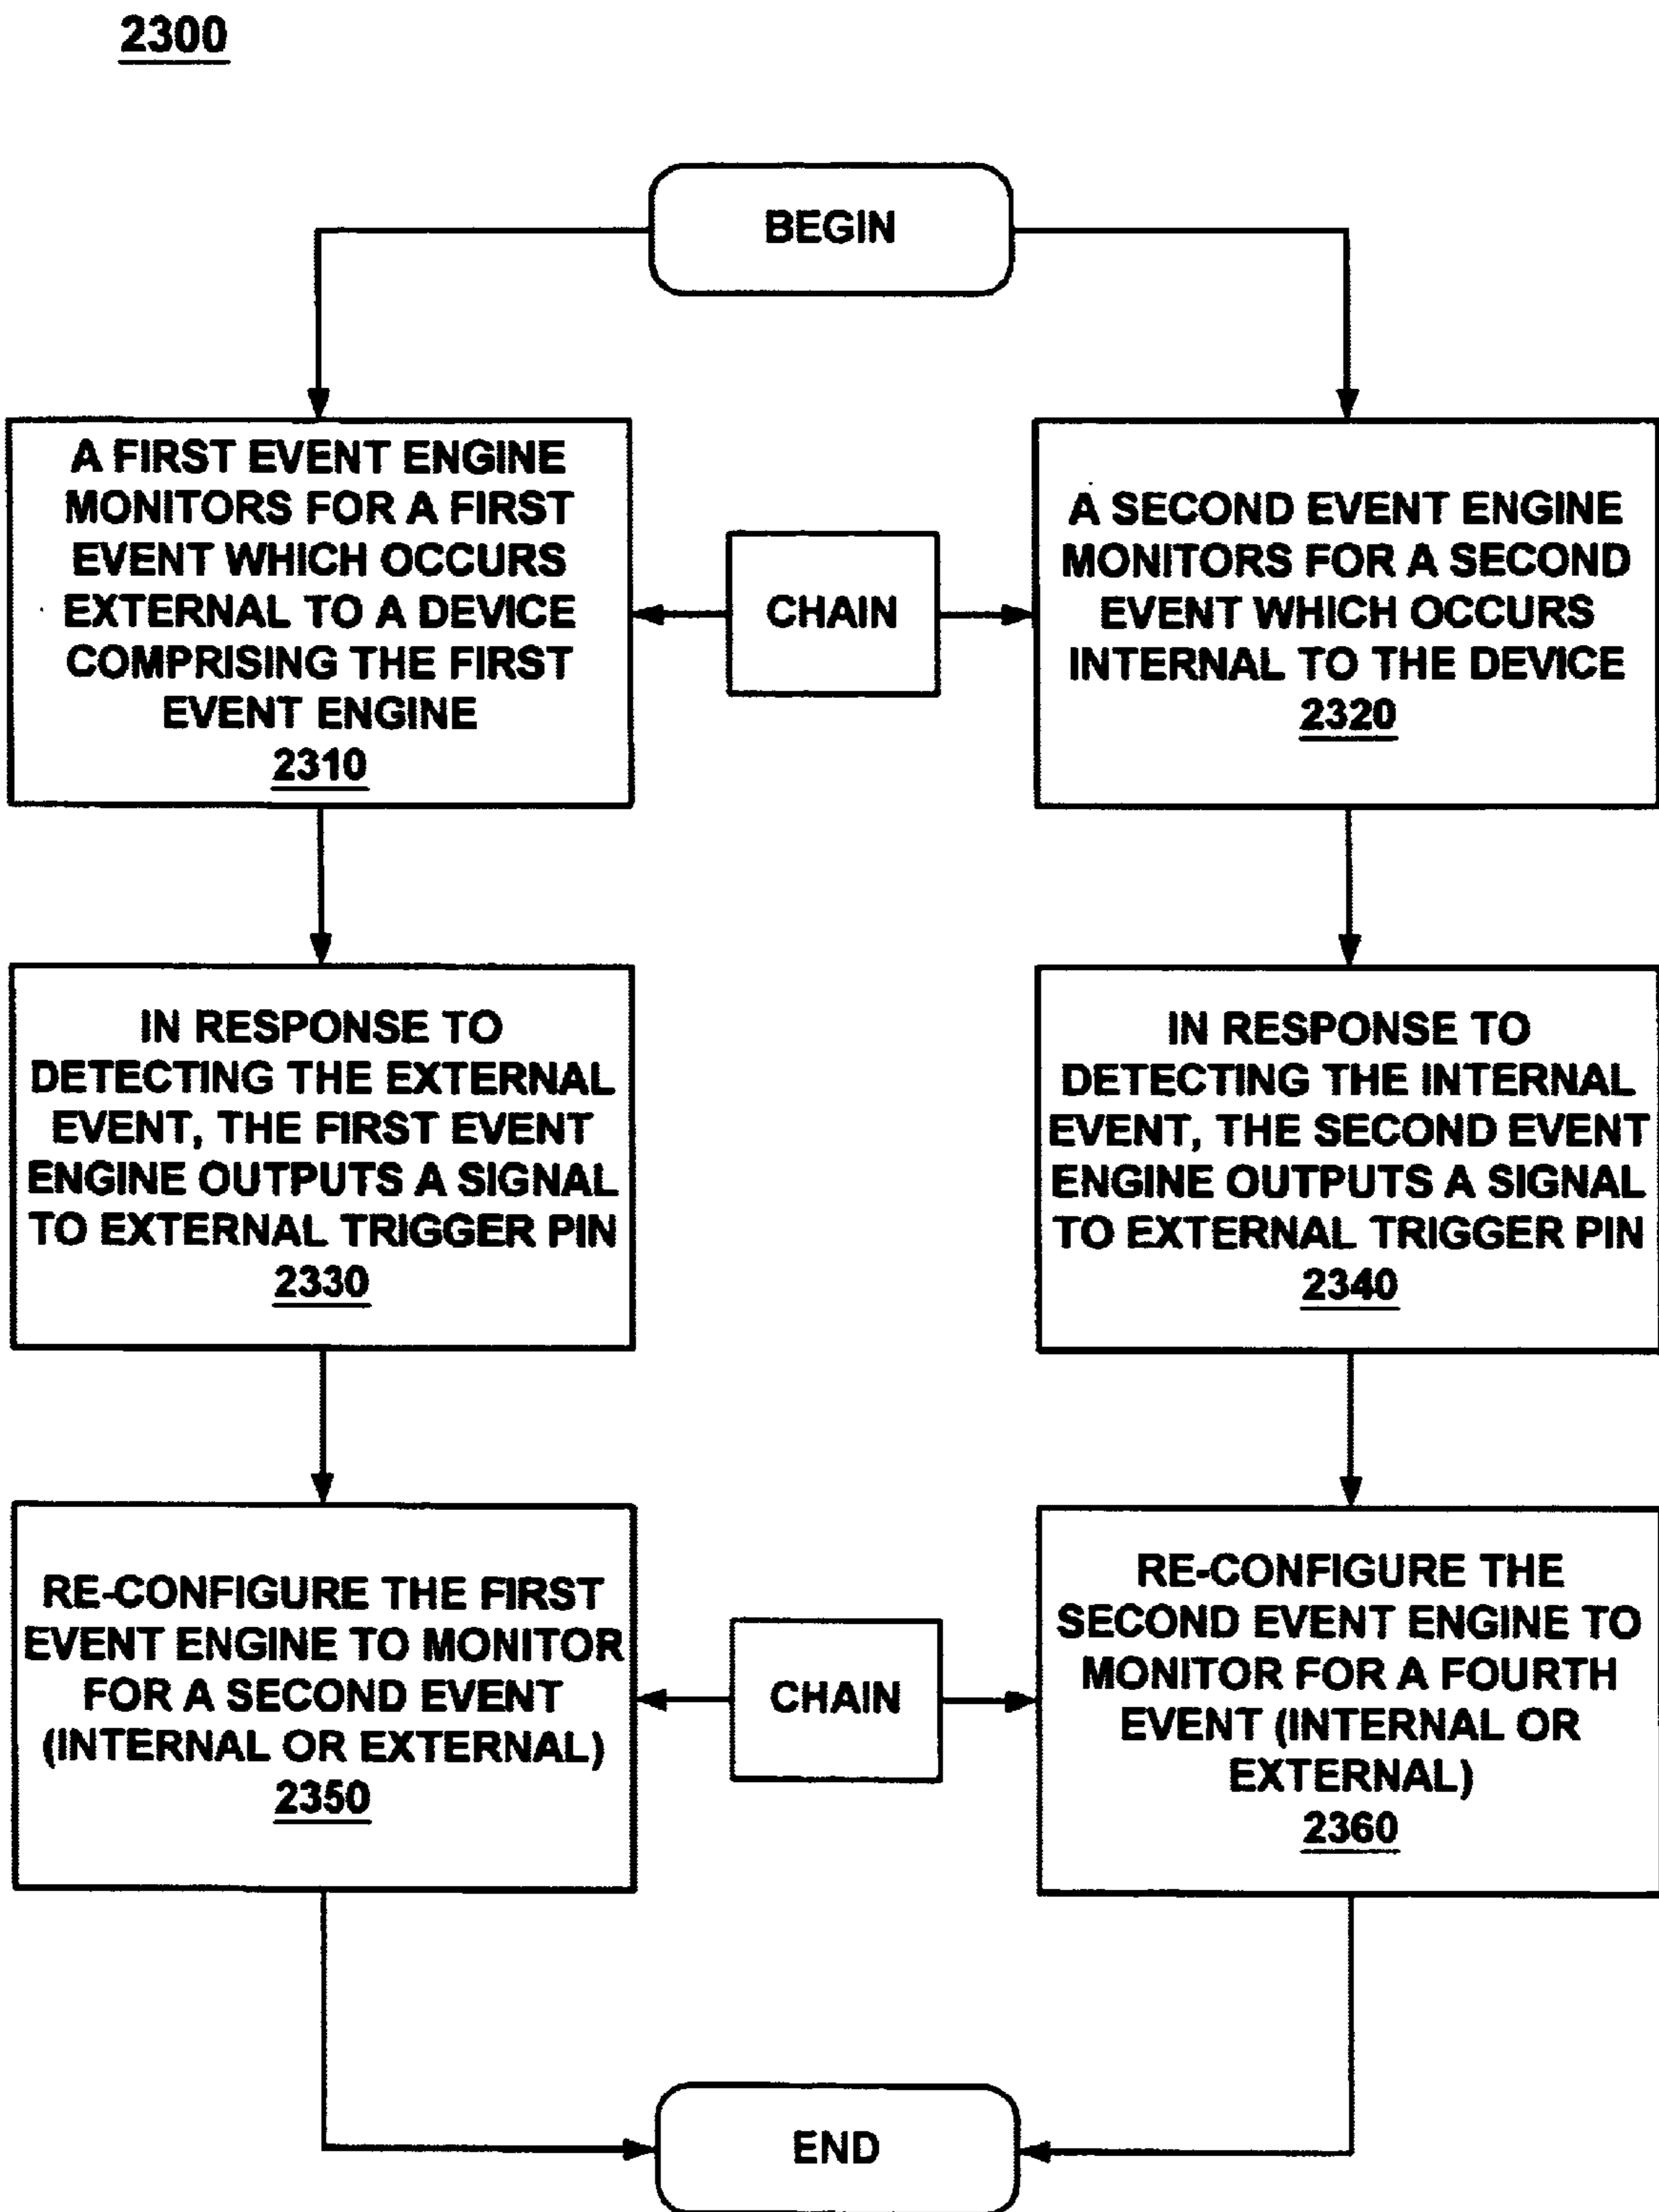 2300
BEGIN
A FIRST EVENT ENGINE
MONITORS FOR A FIRST
EVENT WHICH OCCURS
EXTERNAL TO A DEVICE
COMPRISING THE FIRST
EVENT ENGINE
2310
CHAIN
A SECOND EVENT ENGINE
MONITORS FOR A SECOND
EVENT WHICH OCCURS
INTERNAL TO THE DEVICE
2320
IN RESPONSE TO
DETECTING THE EXTERNAL
EVENT, THE FIRST EVENT
ENGINE OUTPUTS A SIGNAL
TO EXTERNAL TRIGGER PIN
2330
IN RESPONSE TO
DETECTING THE INTERNAL
EVENT, THE SECOND EVENT
ENGINE OUTPUTS A SIGNAL
TO EXTERNAL TRIGGER PIN
2340
RE-CONFIGURE THE FIRST
EVENT ENGINE TO MONITOR
FOR A SECOND EVENT
(INTERNAL OR EXTERNAL)
2350
CHAIN
RE-CONFIGURE THE
SECOND EVENT ENGINE TO
MONITOR FOR A FOURTH
EVENT (INTERNAL OR
EXTERNAL)
2360
END